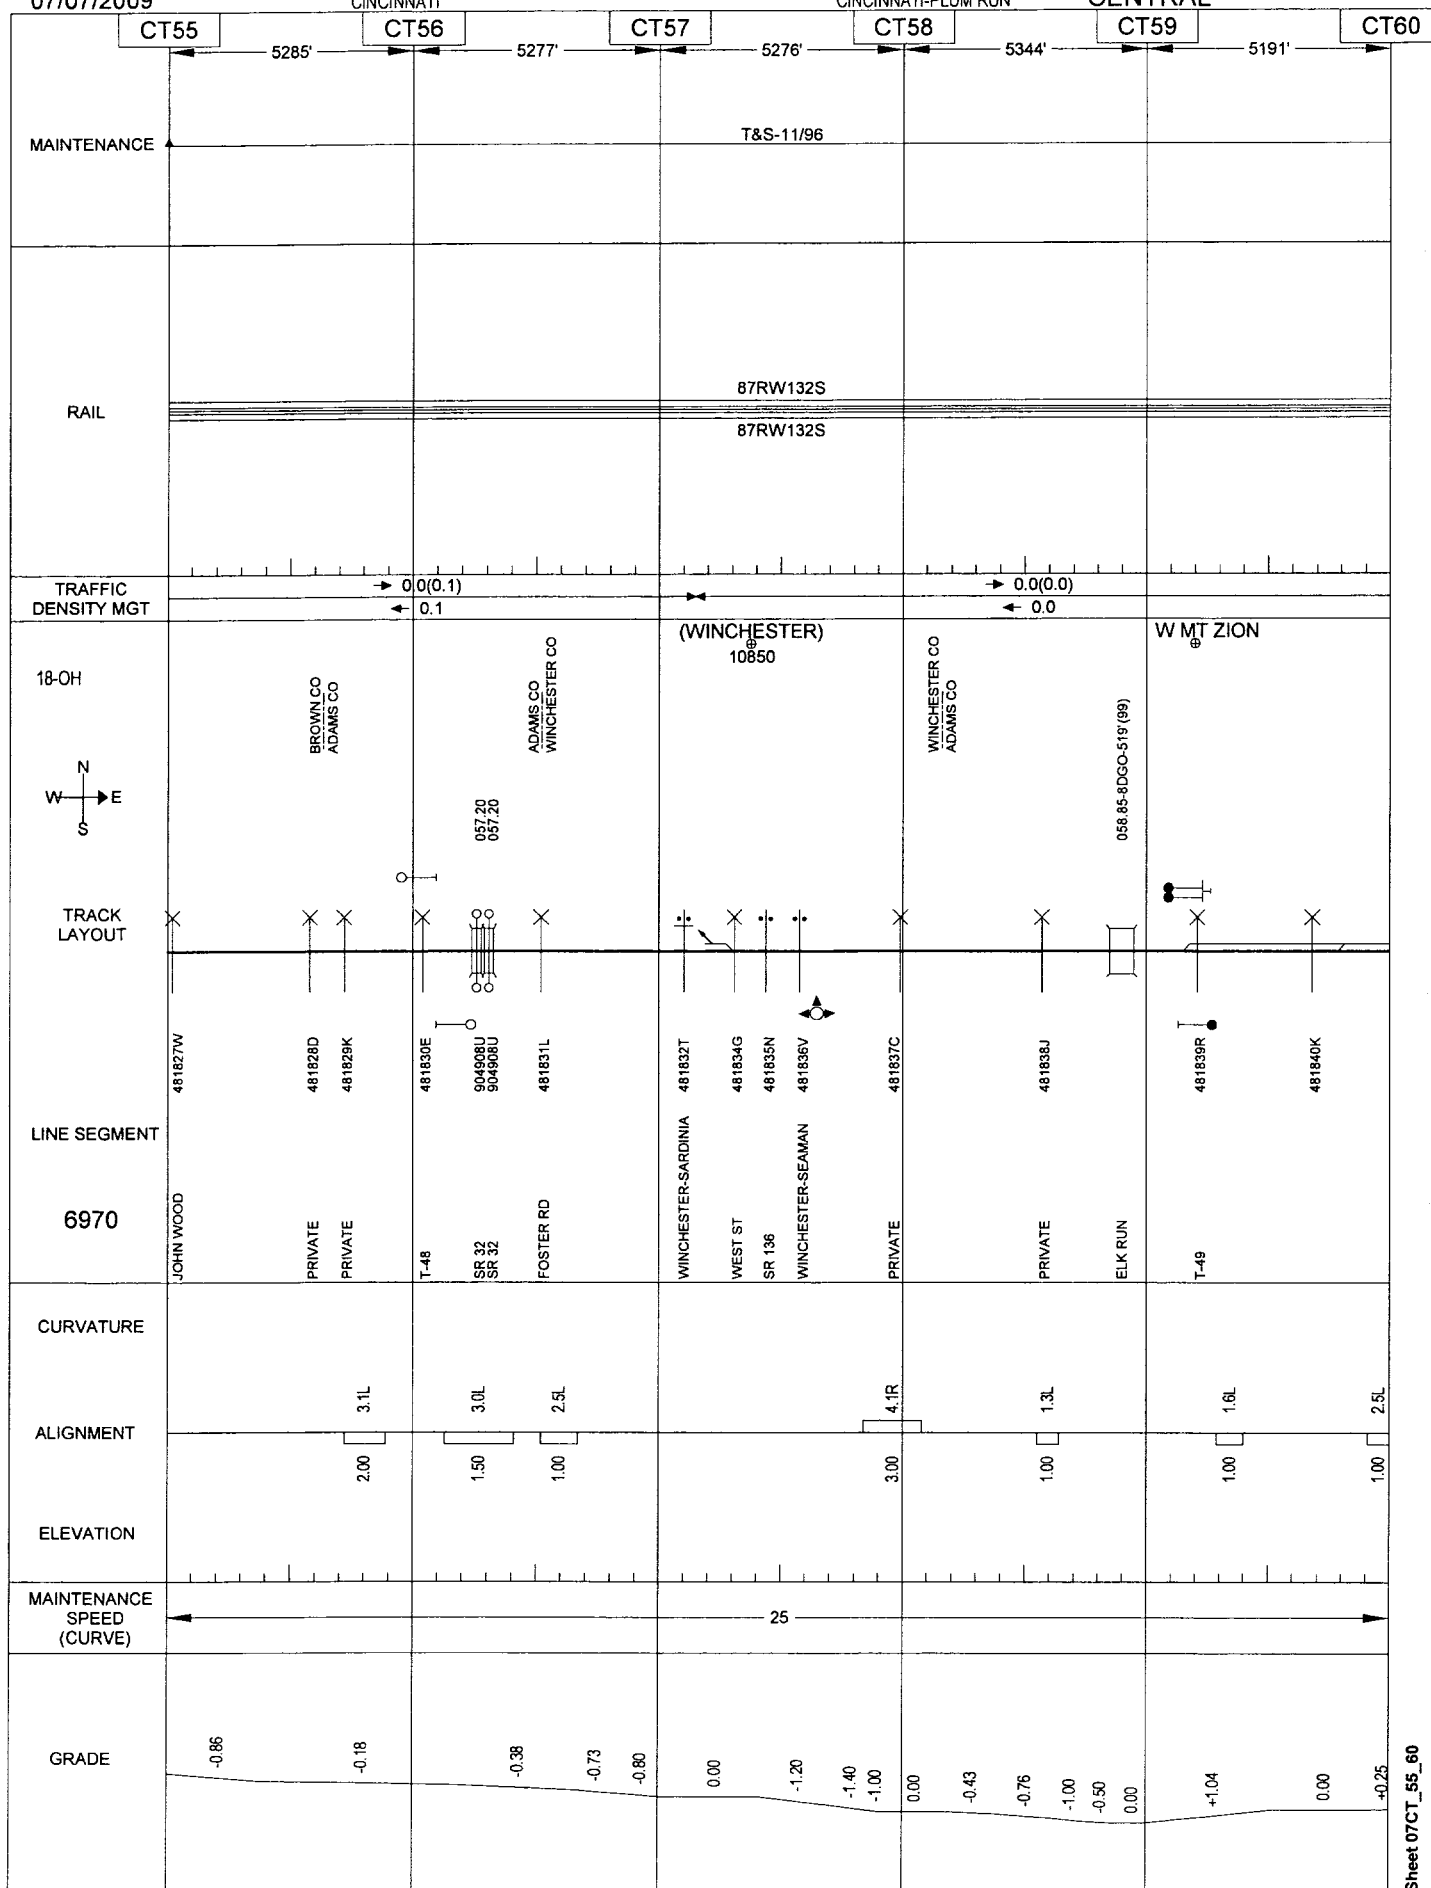 07/07/2009 CINCINNATI CINCINNATI-PLUM RUN CENTRAL
CT55 CT56 CT57 CT58 CT59 CT60
5285' 5277' 5276' 5344' 5191'
MAINTENANCE
T&S-11/96
RAIL
87RW132S
87RW132S
TRAFFIC
DENSITY MGT
0.0(0.1) 0.0(0.0)
0.1 0.0
(WINCHESTER)
10850
W MT ZION
18-OH
BROWN CO
ADAMS CO
ADAMS CO
WINCHESTER CO
WINCHESTER CO
ADAMS CO
N
W E
S
057.20
057.20
058.85-8DGO-519'(99)
TRACK
LAYOUT
481827W
481828D
481829K
481830E
904908U
904908U
481831L
481832T
481834G
481835N
481836V
481837C
481838J
481839R
481840K
LINE SEGMENT
6970
JOHN WOOD
PRIVATE
PRIVATE
T-48
SR 32
SR 32
FOSTER RD
WINCHESTER-SARDINIA
WEST ST
SR 136
WINCHESTER-SEAMAN
PRIVATE
PRIVATE
ELK RUN
T-49
CURVATURE
3.1L 3.0L 2.5L 4.1R 1.3L 1.6L 2.5L
ALIGNMENT
2.00 1.50 1.00 3.00 1.00 1.00 1.00
ELEVATION
MAINTENANCE
SPEED
(CURVE)
25
GRADE
-0.86 -0.18 -0.38 -0.73 -0.80 0.00 -1.20 -1.40 -1.00 0.00 -0.43 -0.76 -1.00 -0.50 0.00 +1.04 0.00 +0.25
Sheet 07CT_55_60